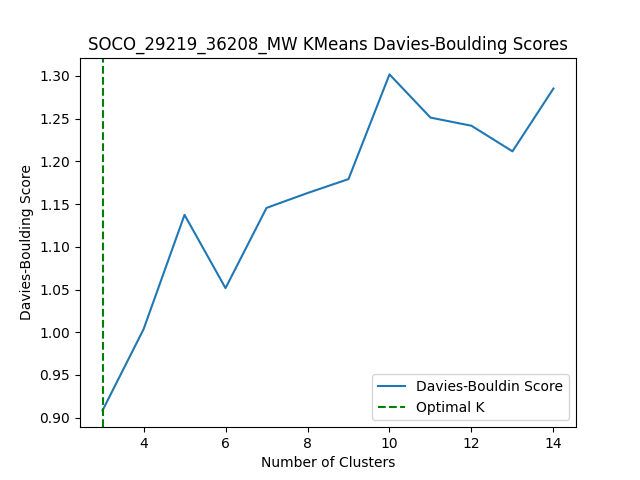 SOCO_29219_36208_MW KMeans Davies-Boulding Scores
Davies-Boulding Score
1.30
1.25
1.20
1.15
1.10
1.05
1.00
0.95
0.90
Davies-Bouldin Score
Optimal K
4 6 8 10 12 14
Number of Clusters